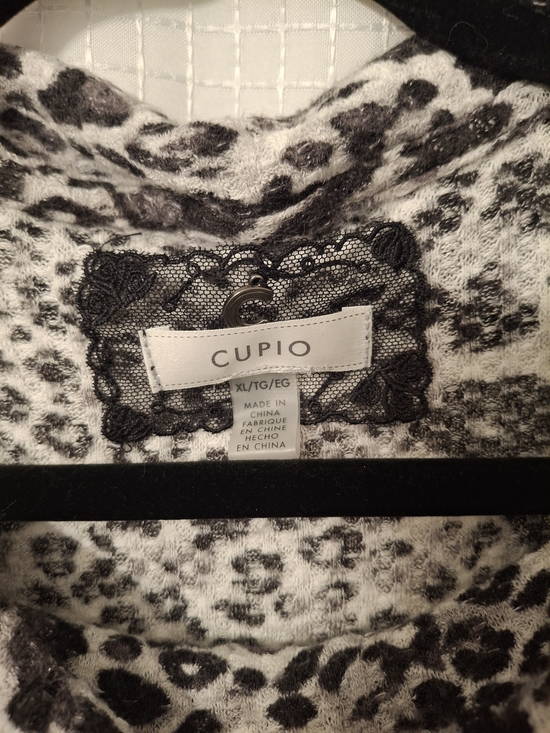 CUPIO
XL/TG/EG
MADE IN
CHINA
FABRIQUE
EN CHINE
HECHO
EN CHINA